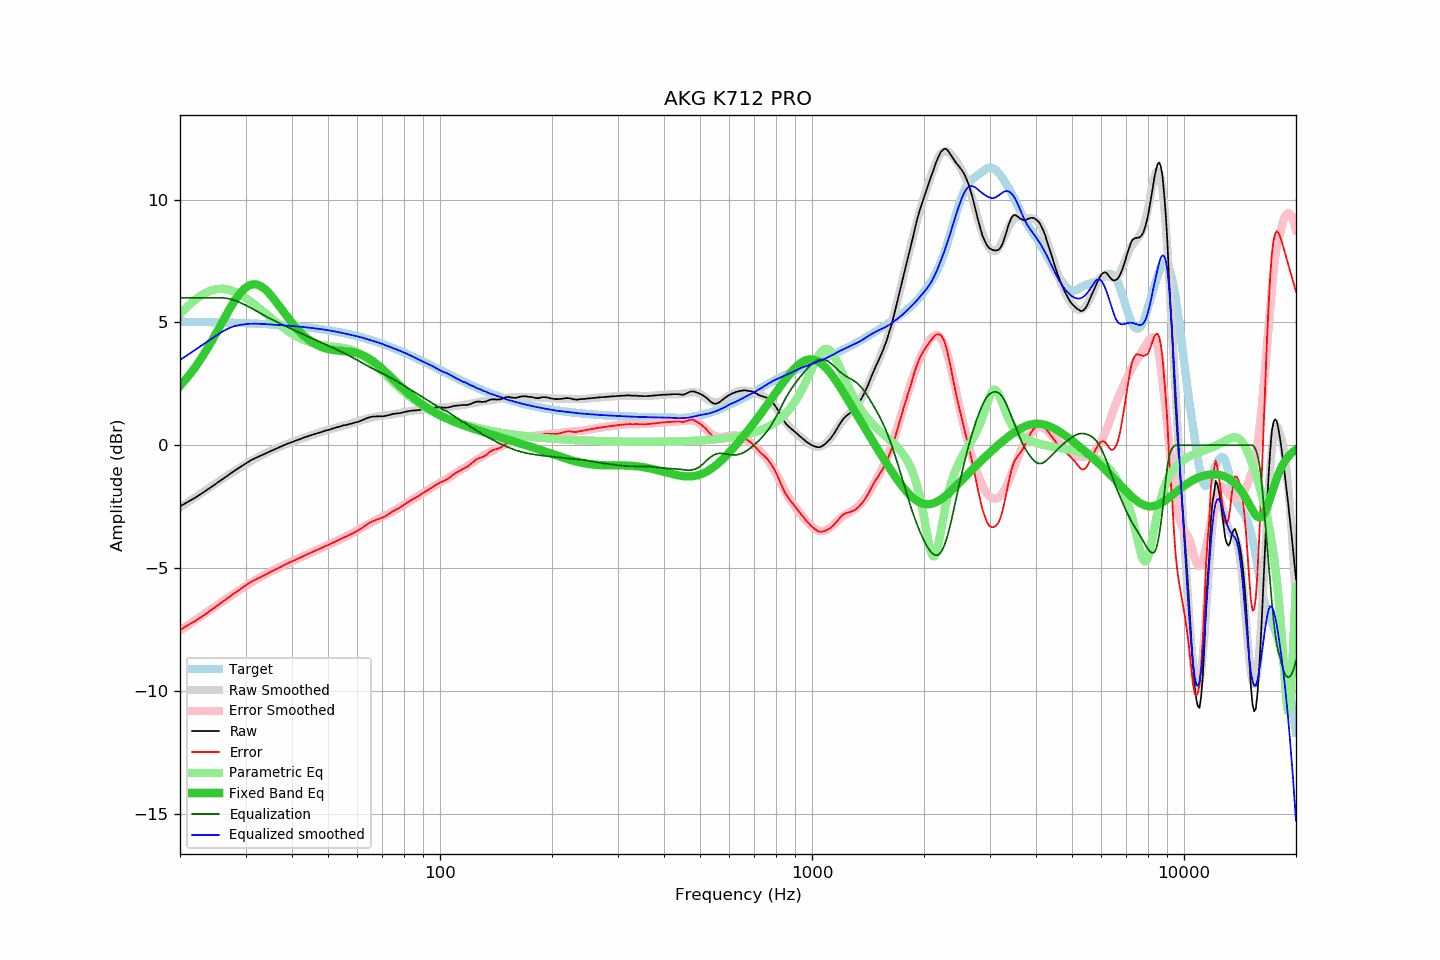 AKG K712 PRO
Amplitude (dBr)
10
5
0
−5
−10
−15
Target
Raw Smoothed
Error Smoothed
Raw
Error
Parametric Eq
Fixed Band Eq
Equalization
Equalized smoothed
100 1000 10000
Frequency (Hz)